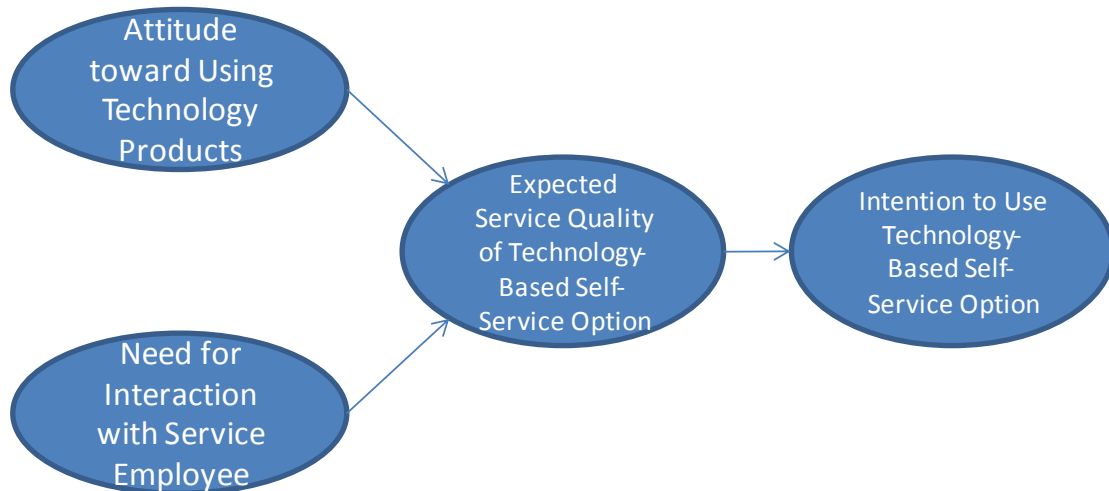 Attitude
toward Using
Technology
Products
Need for
Interaction
with Service
Employee
Expected
Service Quality
of Technology-
Based Self-
Service Option
Intention to Use
Technology-
Based Self-
Service Option